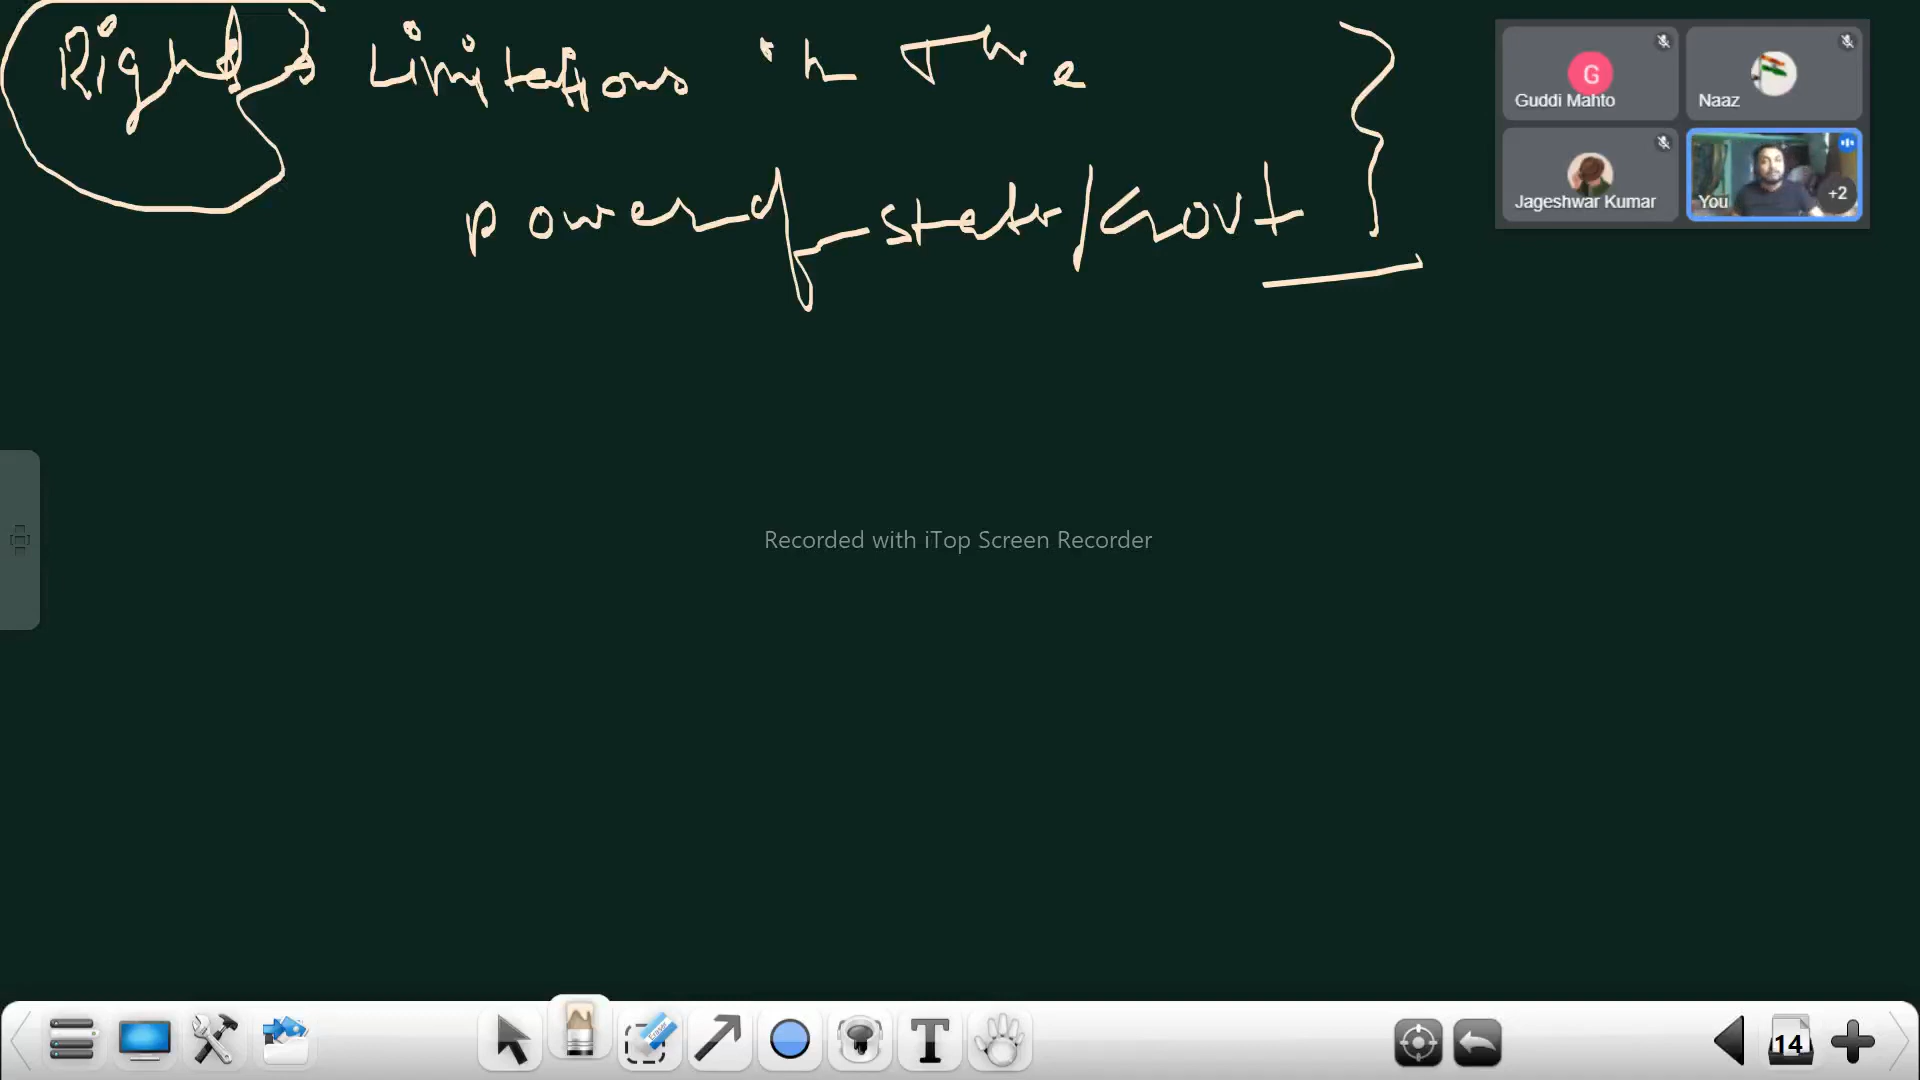 Rights Limitations in The
power of state/Govt
G
Guddi Mahto
Naaz
Jageshwar Kumar
You
+2
Recorded with iTop Screen Recorder
Eraser
T
14